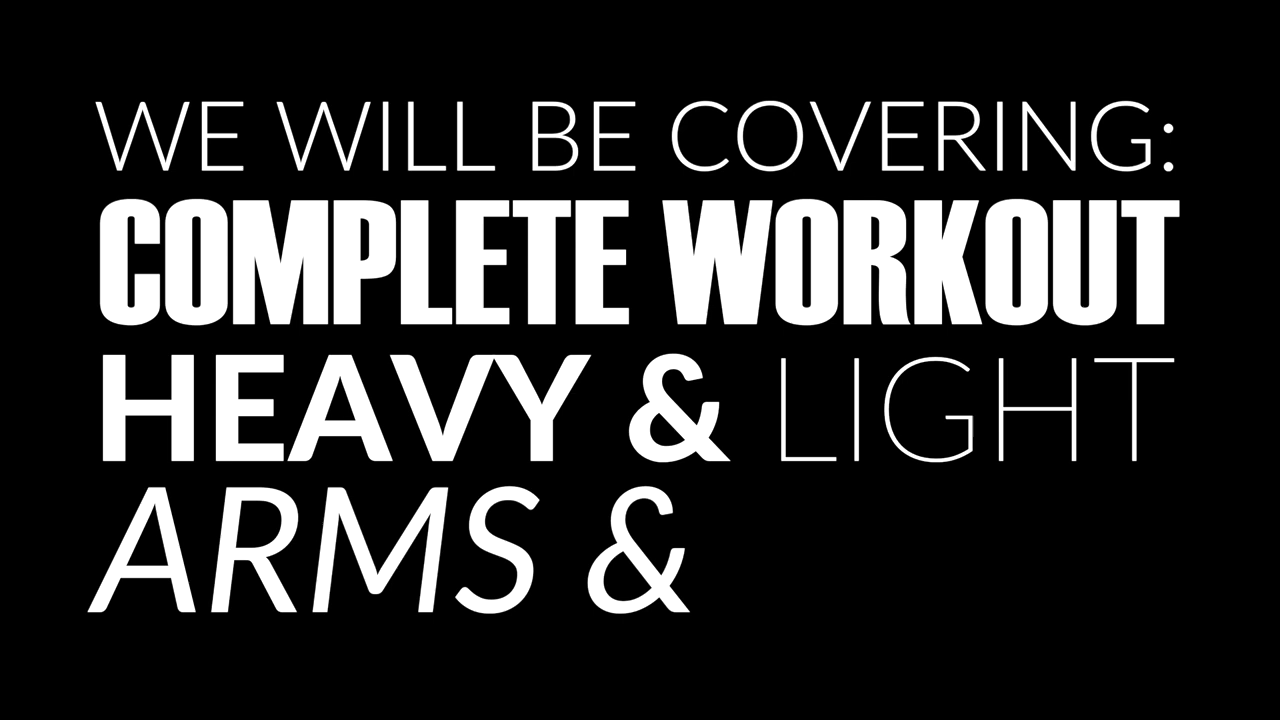 WE WILL BE COVERING:
COMPLETE WORKOUT
HEAVY & LIGHT
ARMS &